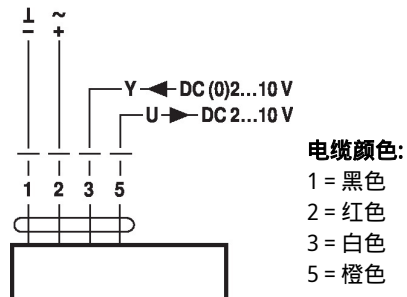 ⊥ ~
− +
Y DC (0)2...10 V
U DC 2...10 V
1 2 3 5
电缆颜色:
1 = 黑色
2 = 红色
3 = 白色
5 = 橙色